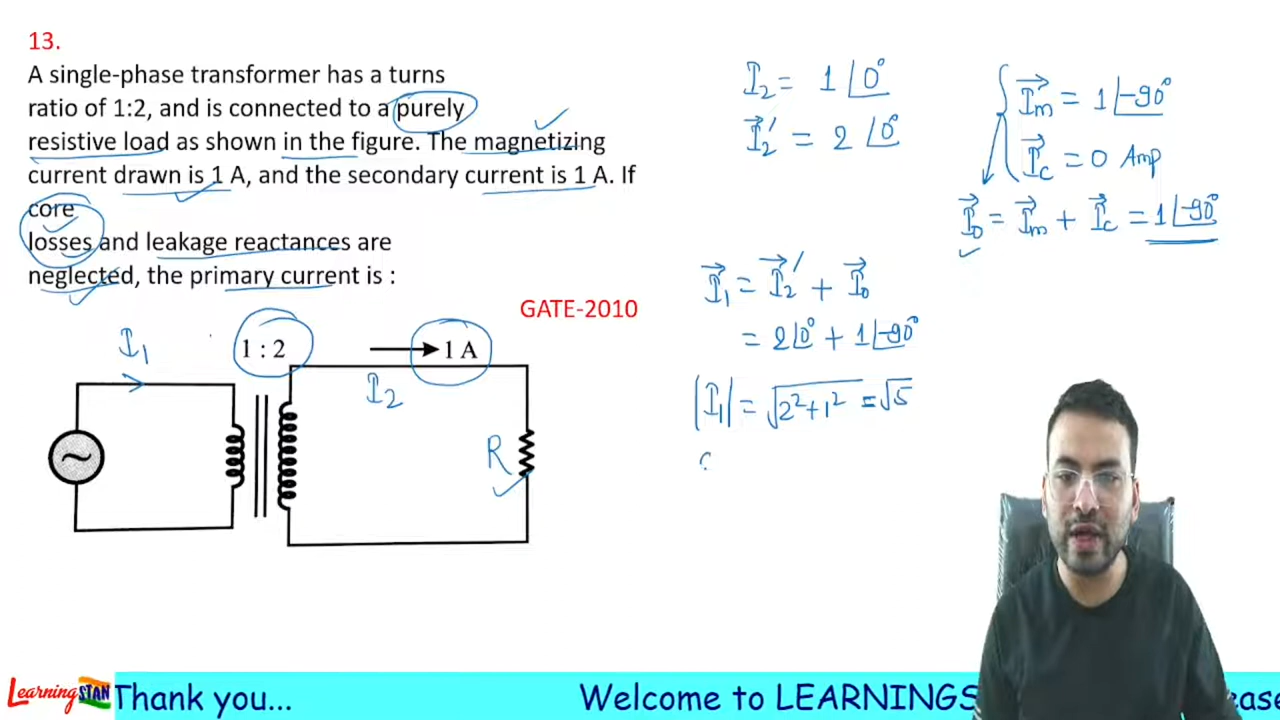 13.
A single-phase transformer has a turns
ratio of 1:2, and is connected to a purely
resistive load as shown in the figure. The magnetizing
current drawn is 1 A, and the secondary current is 1 A. If
core
losses and leakage reactances are
neglected, the primary current is :
GATE-2010
I₁
1 : 2
1 A
I₂
R
I₂ = 1∠0°
I₂′ = 2∠0°
Iₘ = 1∠-90°
I_c = 0 Amp
I₀ = Iₘ + I_c = 1∠-90°
I₁ = I₂′ + I₀
= 2∠0° + 1∠-90°
|I₁| = √2²+1² = √5
LearningSTAN
Thank you... Welcome to LEARNINGS
ease